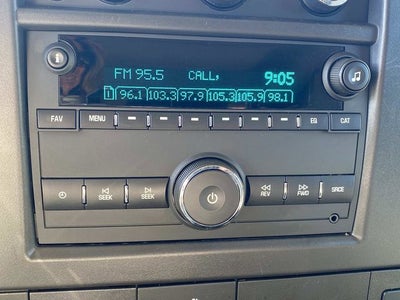 FM 95.5 CALL, 9:05
1 96.1 103.3 97.9 105.3 105.9 98.1
FAV MENU EQ CAT
SEEK SEEK REV FWD SRCE